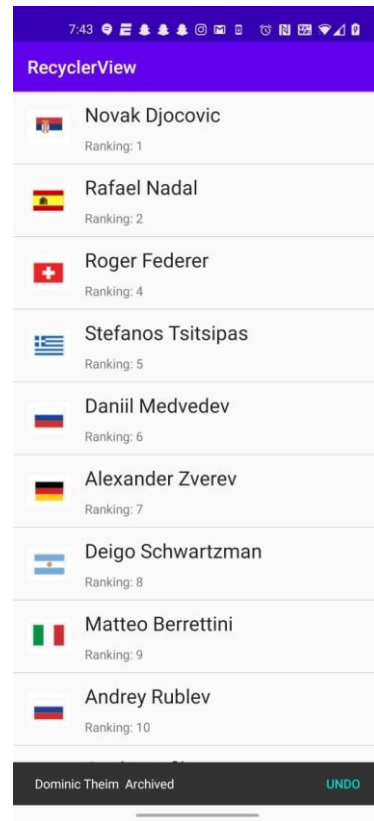 7:43
RecyclerView
Novak Djocovic
Ranking: 1
Rafael Nadal
Ranking: 2
Roger Federer
Ranking: 4
Stefanos Tsitsipas
Ranking: 5
Daniil Medvedev
Ranking: 6
Alexander Zverev
Ranking: 7
Deigo Schwartzman
Ranking: 8
Matteo Berrettini
Ranking: 9
Andrey Rublev
Ranking: 10
Dominic Theim Archived UNDO